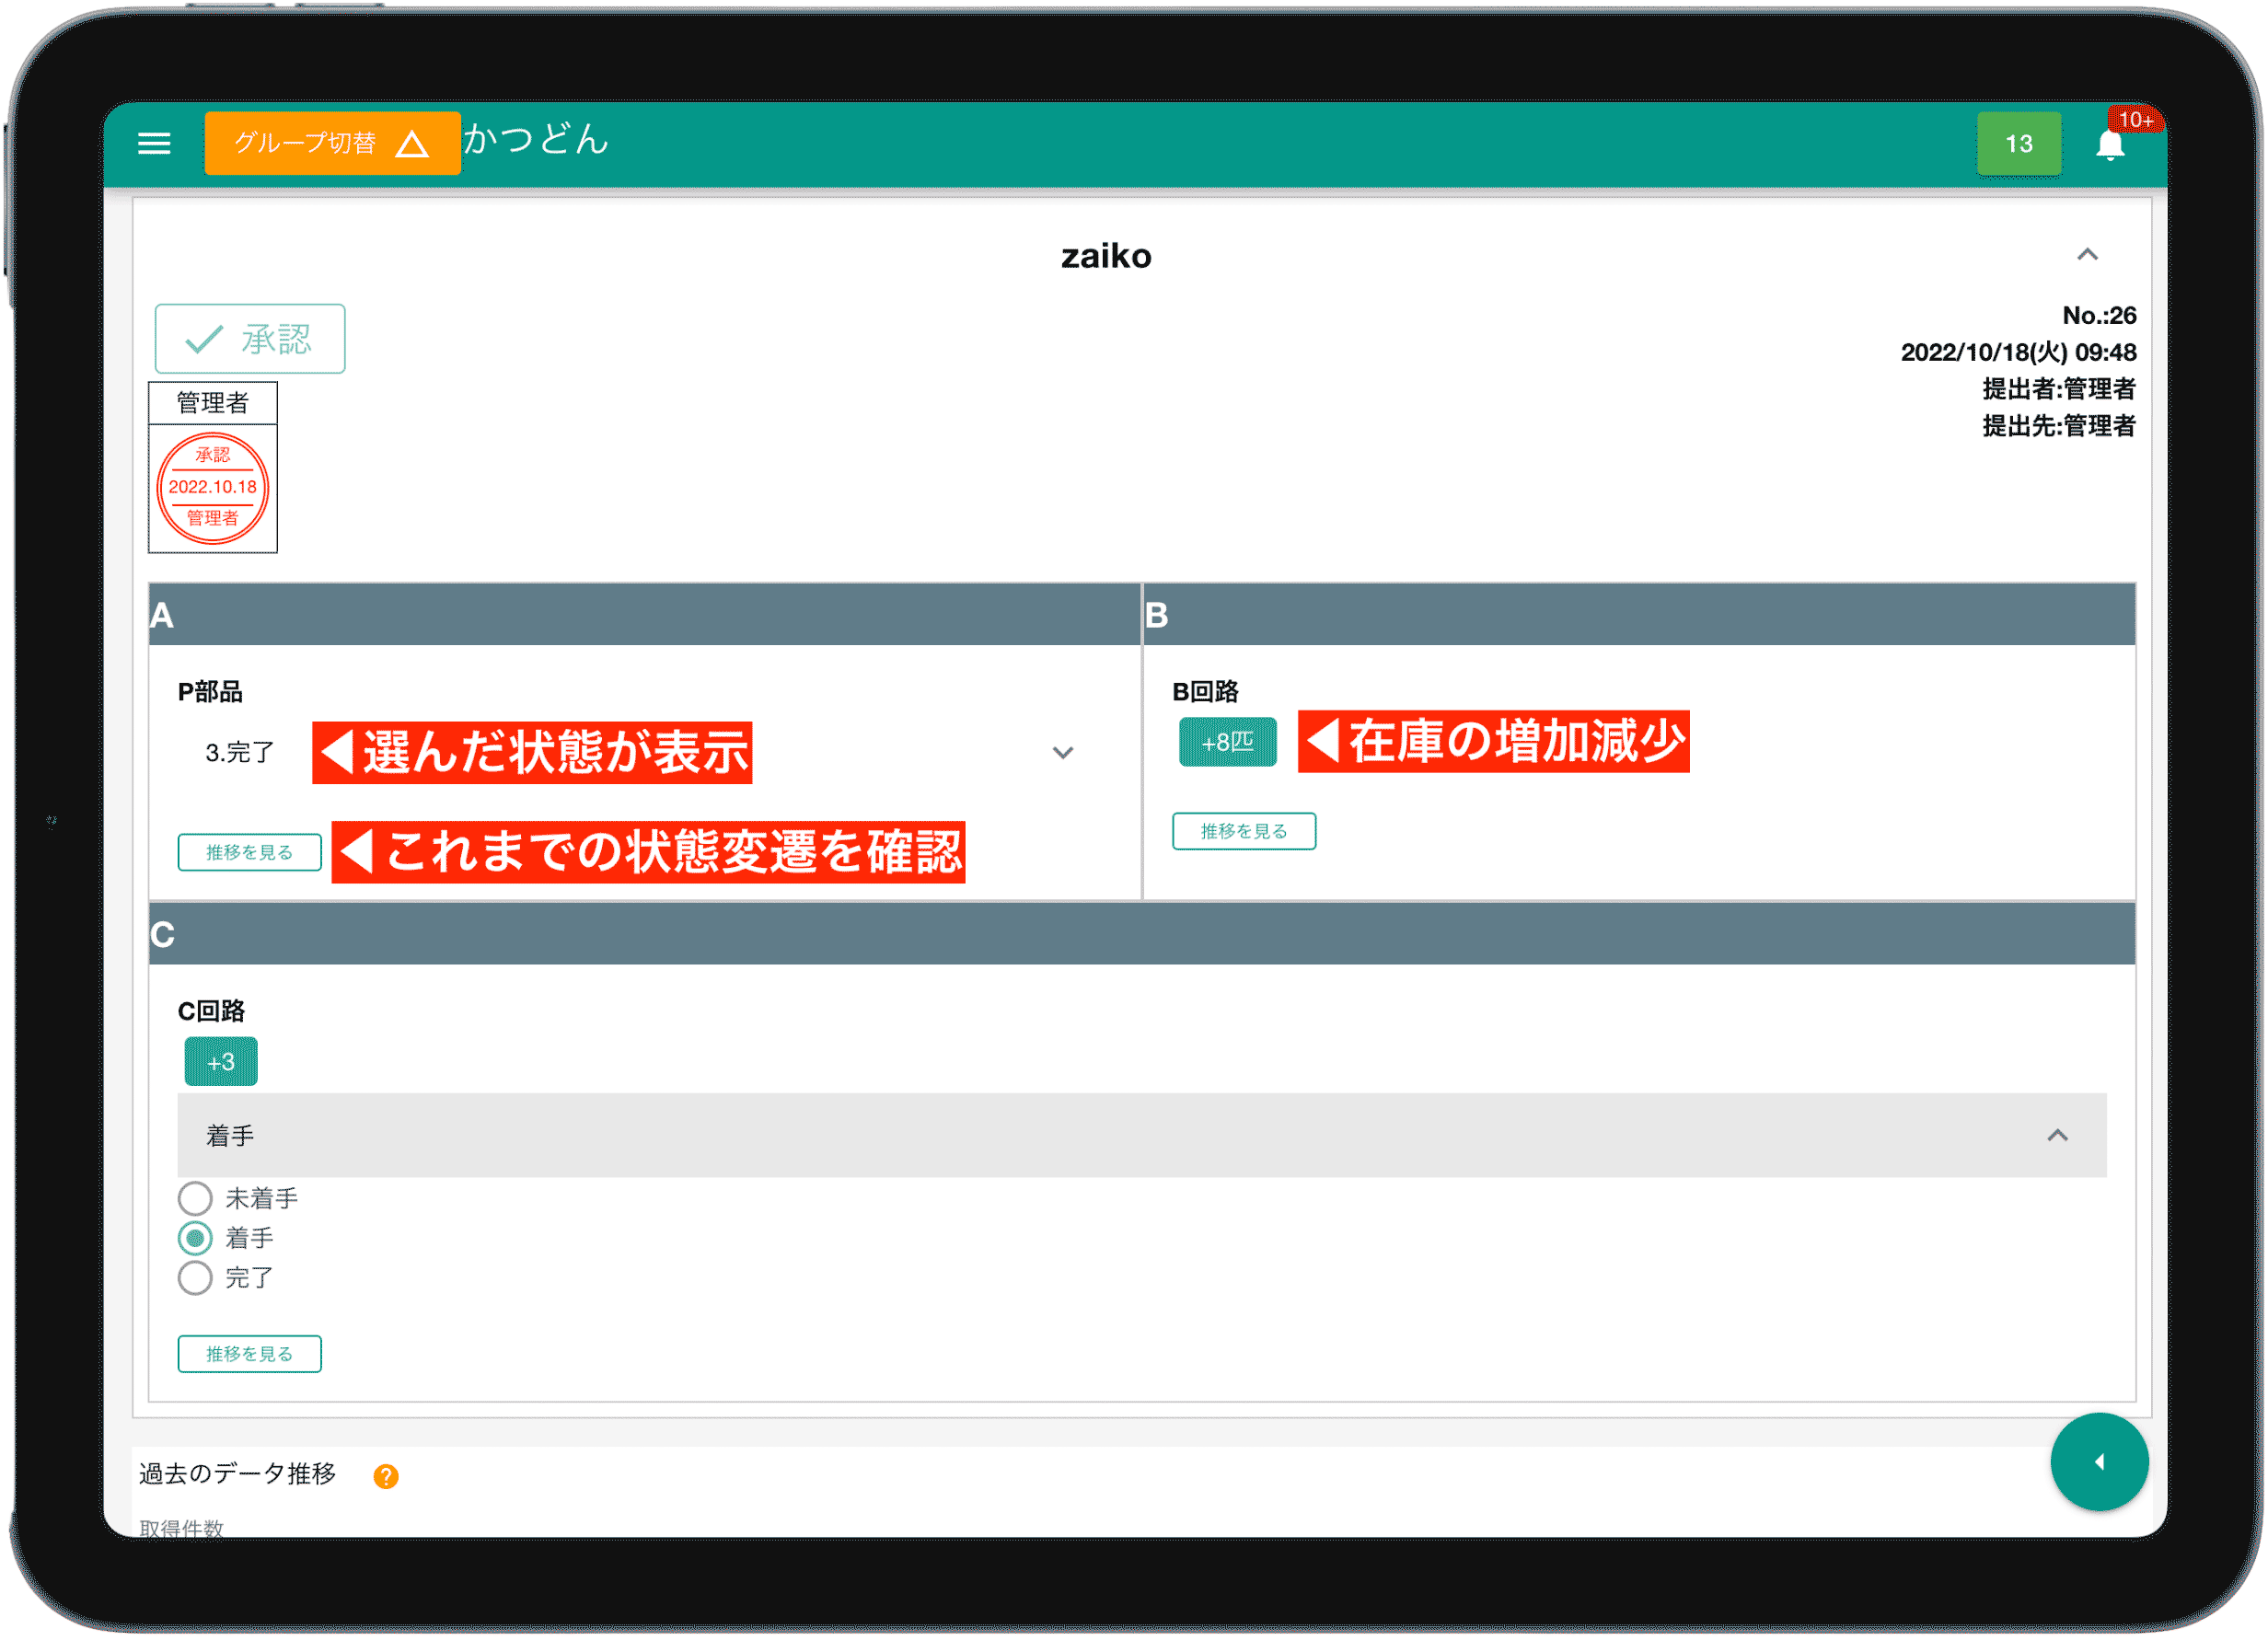 グループ切替
かつどん
13
10+
zaiko
承認
No.:26
2022/10/18(火) 09:48
提出者:管理者
提出先:管理者
管理者
承認
2022.10.18
管理者
A
P部品
3.完了
◀選んだ状態が表示
推移を見る
◀これまでの状態変遷を確認
B
B回路
+8匹
◀在庫の増加減少
推移を見る
C
C回路
+3
着手
未着手
着手
完了
推移を見る
過去のデータ推移
?
取得件数